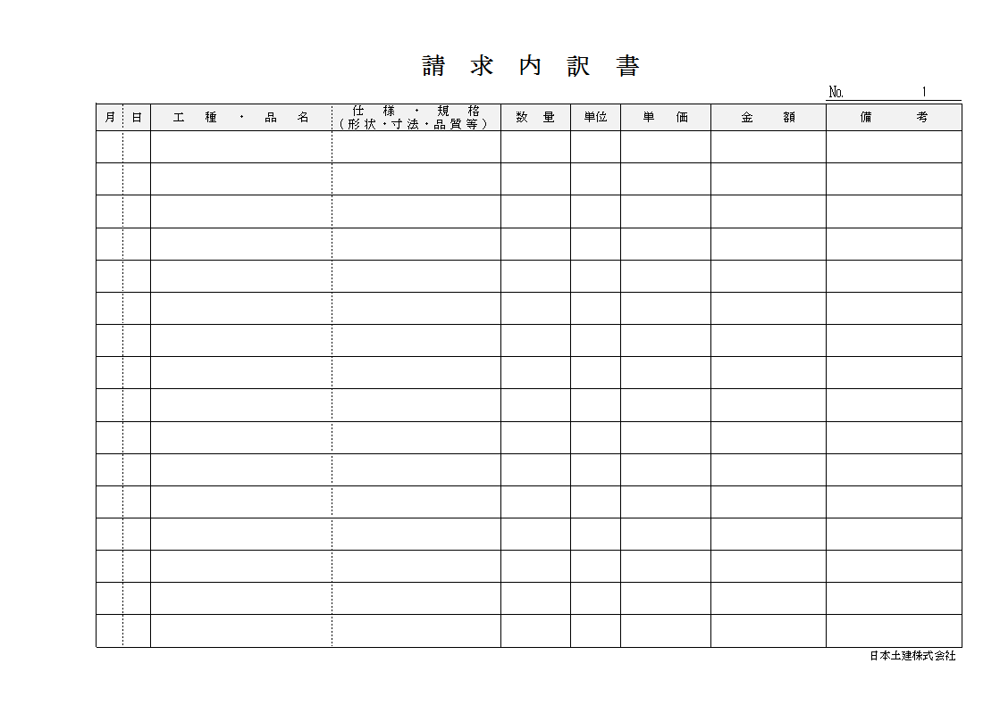 請求内訳書
No. 1
月 日 工種・品名 仕様・規格 数量 単位 単価 金額 備考
(形状・寸法・品質等)
日本土建株式会社